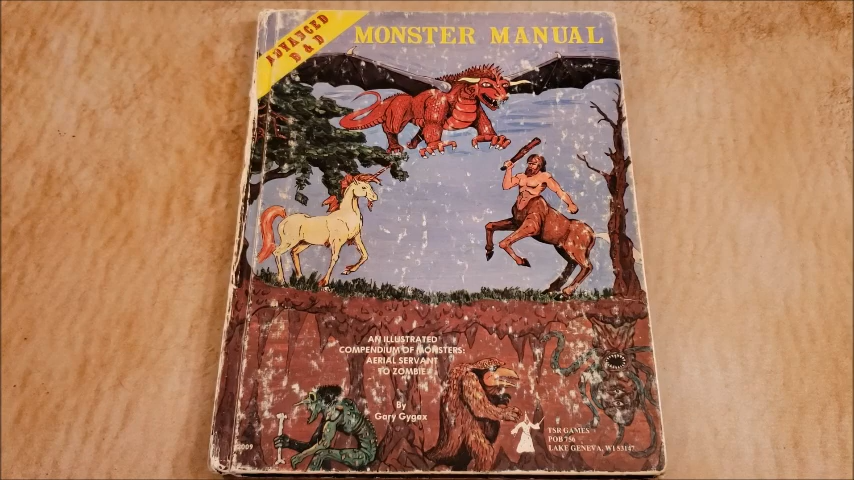 ADVANCED
D & D
MONSTER MANUAL
AN ILLUSTRATED
COMPENDIUM OF MONSTERS:
AERIAL SERVANT
TO ZOMBIE
By
Gary Gygax
2009
TSR GAMES
POB 756
LAKE GENEVA, WI 53147